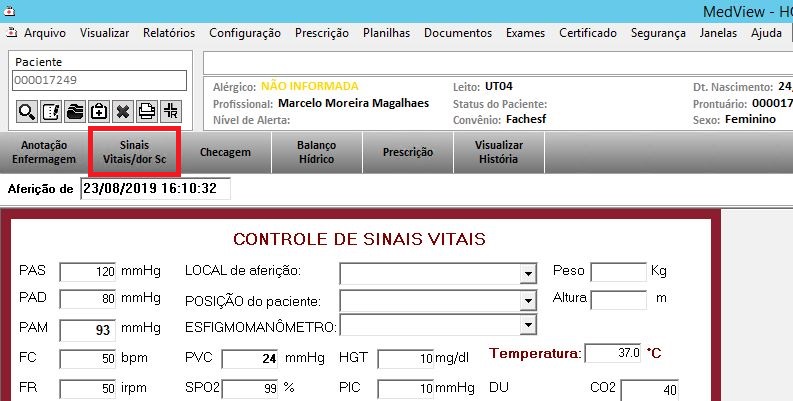 MedView - HC
Arquivo Visualizar Relatórios Configuração Prescrição Planilhas Documentos Exames Certificado Segurança Janelas Ajuda
Paciente
000017249
Alérgico: NÃO INFORMADA Leito: UT04 Dt. Nascimento: 24,
Profissional: Marcelo Moreira Magalhaes Status do Paciente: Prontuário: 000017
Nível de Alerta: Convênio: Fachesf Sexo: Feminino
Anotação Enfermagem
Sinais Vitais/dor Sc
Checagem
Balanço Hídrico
Prescrição
Visualizar História
Aferição de 23/08/2019 16:10:32
CONTROLE DE SINAIS VITAIS
PAS 120 mmHg LOCAL de aferição: Peso Kg
PAD 80 mmHg POSIÇÃO do paciente: Altura m
PAM 93 mmHg ESFIGMOMANÔMETRO:
FC 50 bpm PVC 24 mmHg HGT 10 mg/dl Temperatura: 37.0 °C
FR 50 irpm SPO2 99 % PIC 10 mmHg DU CO2 40